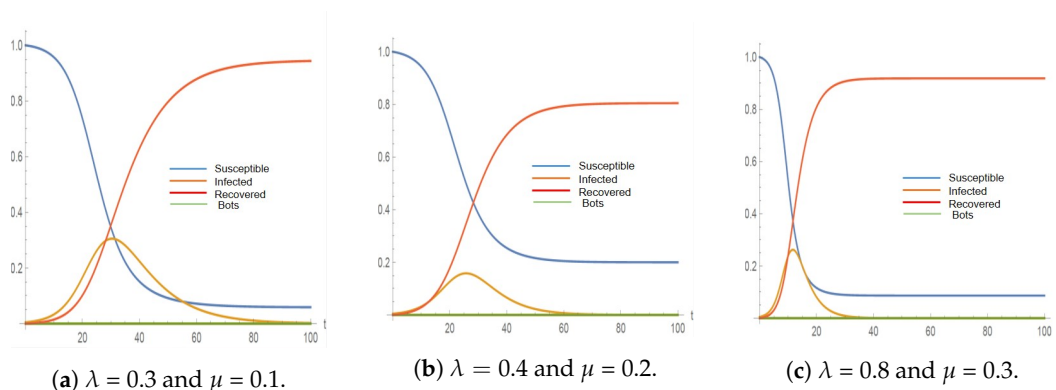 1.0
0.8
0.6
0.4
0.2
20
40
60
80
100
t
Susceptible
Infected
Recovered
Bots
(a) λ = 0.3 and μ = 0.1.
1.0
0.8
0.6
0.4
0.2
20
40
60
80
100
t
Susceptible
Infected
Recovered
Bots
(b) λ = 0.4 and μ = 0.2.
1.0
0.8
0.6
0.4
0.2
20
40
60
80
100
Susceptible
Infected
Recovered
Bots
(c) λ = 0.8 and μ = 0.3.